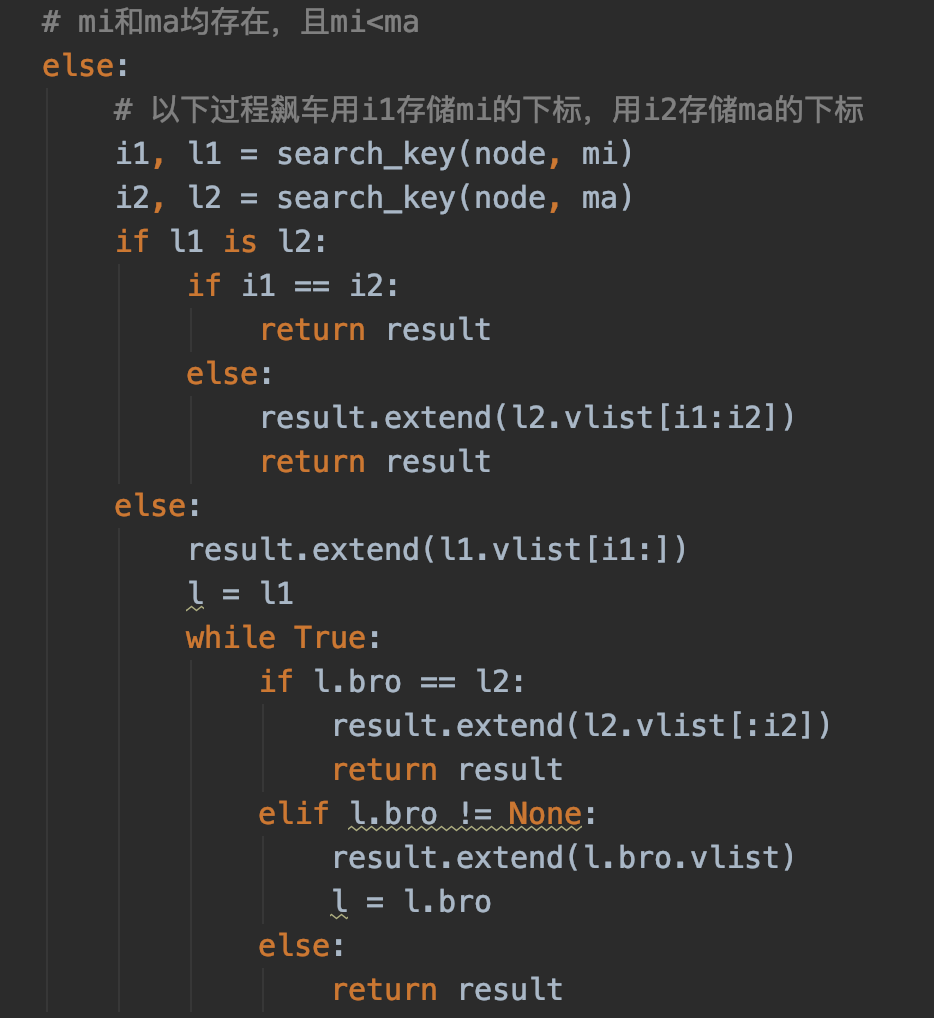 # mi和ma均存在，且mi<ma
else:
    # 以下过程飙车用i1存储mi的下标，用i2存储ma的下标
    i1, l1 = search_key(node, mi)
    i2, l2 = search_key(node, ma)
    if l1 is l2:
        if i1 == i2:
            return result
        else:
            result.extend(l2.vlist[i1:i2])
            return result
    else:
        result.extend(l1.vlist[i1:])
        l = l1
        while True:
            if l.bro == l2:
                result.extend(l2.vlist[:i2])
                return result
            elif l.bro != None:
                result.extend(l.bro.vlist)
                l = l.bro
            else:
                return result